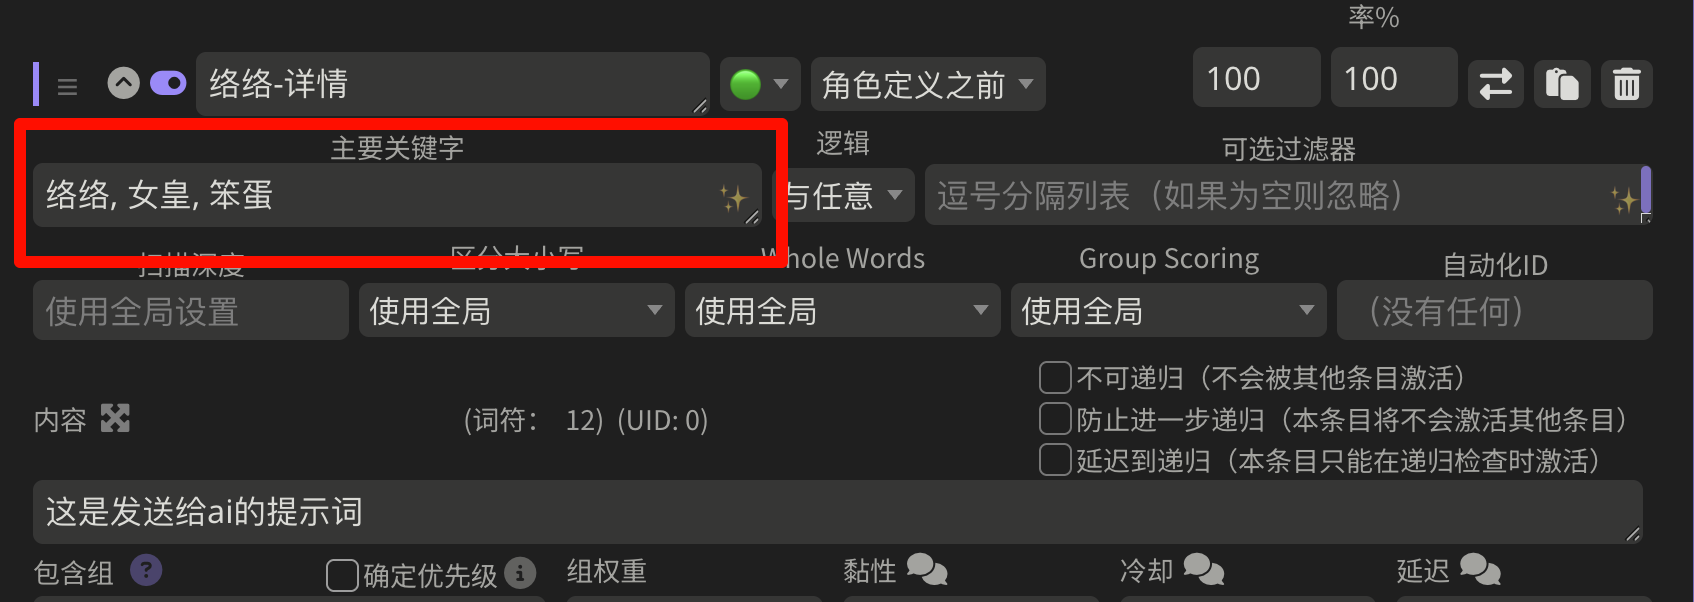 率%
络络-详情
角色定义之前
100
100
主要关键字
逻辑
可选过滤器
络络, 女皇, 笨蛋
与任意
逗号分隔列表（如果为空则忽略）
扫描深度
区分大小写
Whole Words
Group Scoring
自动化ID
使用全局设置
使用全局
使用全局
使用全局
（没有任何）
不可递归（不会被其他条目激活）
内容
(词符： 12) (UID: 0)
防止进一步递归（本条目将不会激活其他条目）
延迟到递归（本条目只能在递归检查时激活）
这是发送给ai的提示词
包含组 ?
确定优先级
组权重
黏性
冷却
延迟